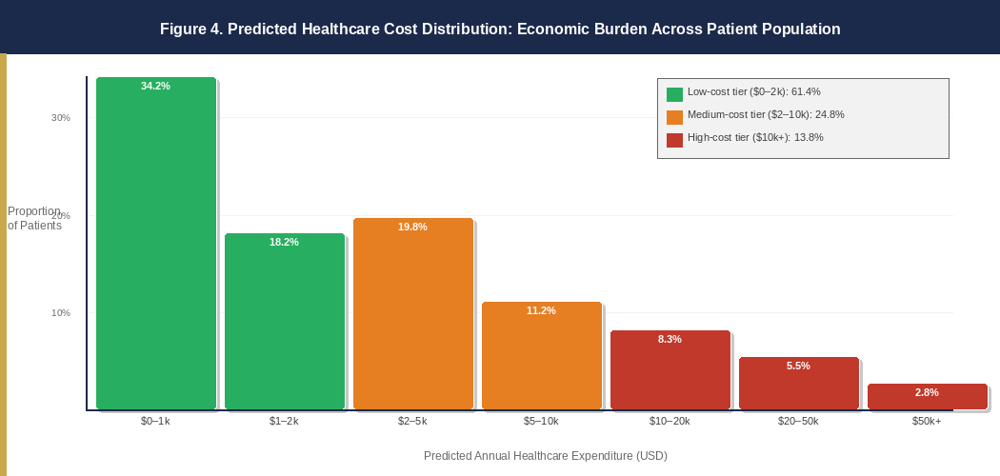 Figure 4. Predicted Healthcare Cost Distribution: Economic Burden Across Patient Population
34.2%
Low-cost tier ($0–2k): 61.4%
Medium-cost tier ($2–10k): 24.8%
High-cost tier ($10k+): 13.8%
30%
Proportion
of Patients
20%
19.8%
18.2%
11.2%
10%
8.3%
5.5%
2.8%
$0–1k
$1–2k
$2–5k
$5–10k
$10–20k
$20–50k
$50k+
Predicted Annual Healthcare Expenditure (USD)